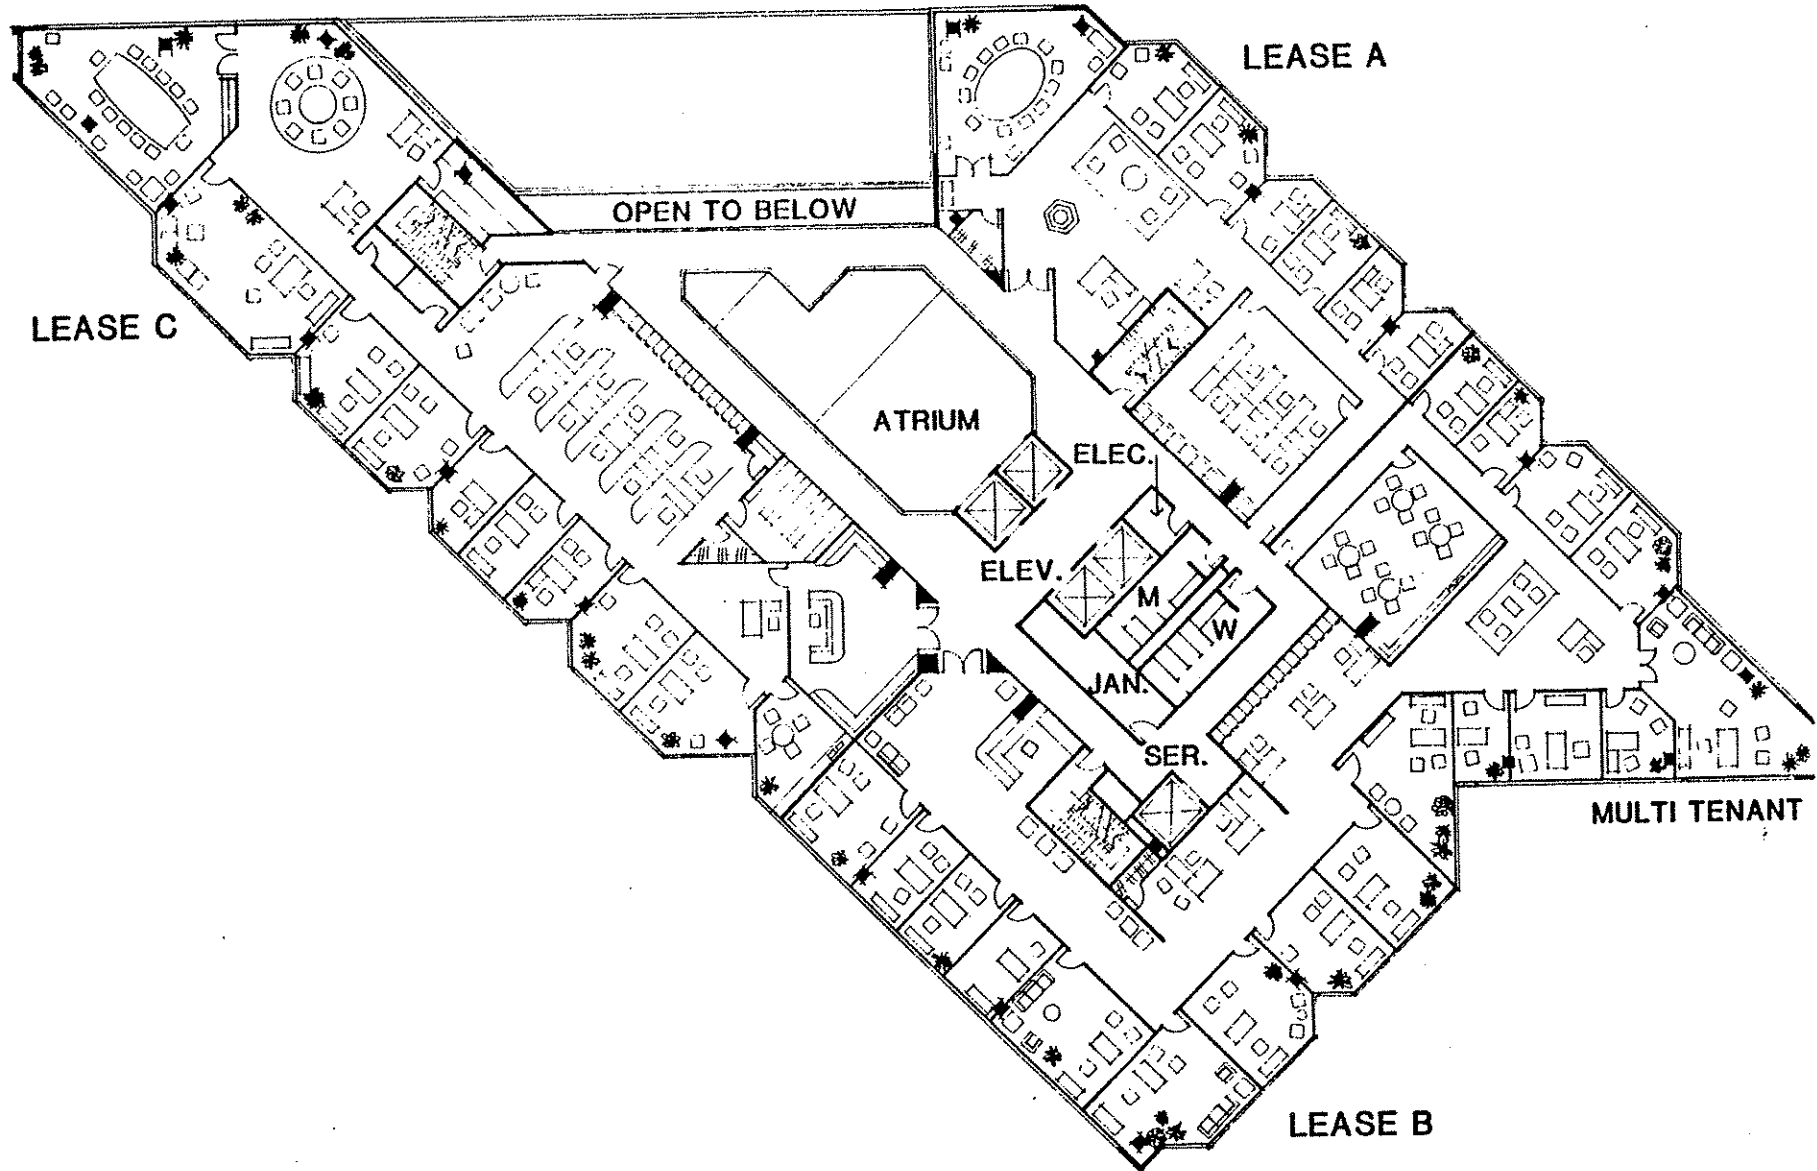 LEASE A
OPEN TO BELOW
LEASE C
ATRIUM
ELEC.
ELEV.
M
W
JAN.
SER.
MULTI TENANT
LEASE B